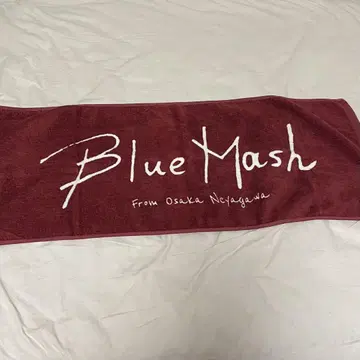 Blue Mash
From Osaka Neyagawa